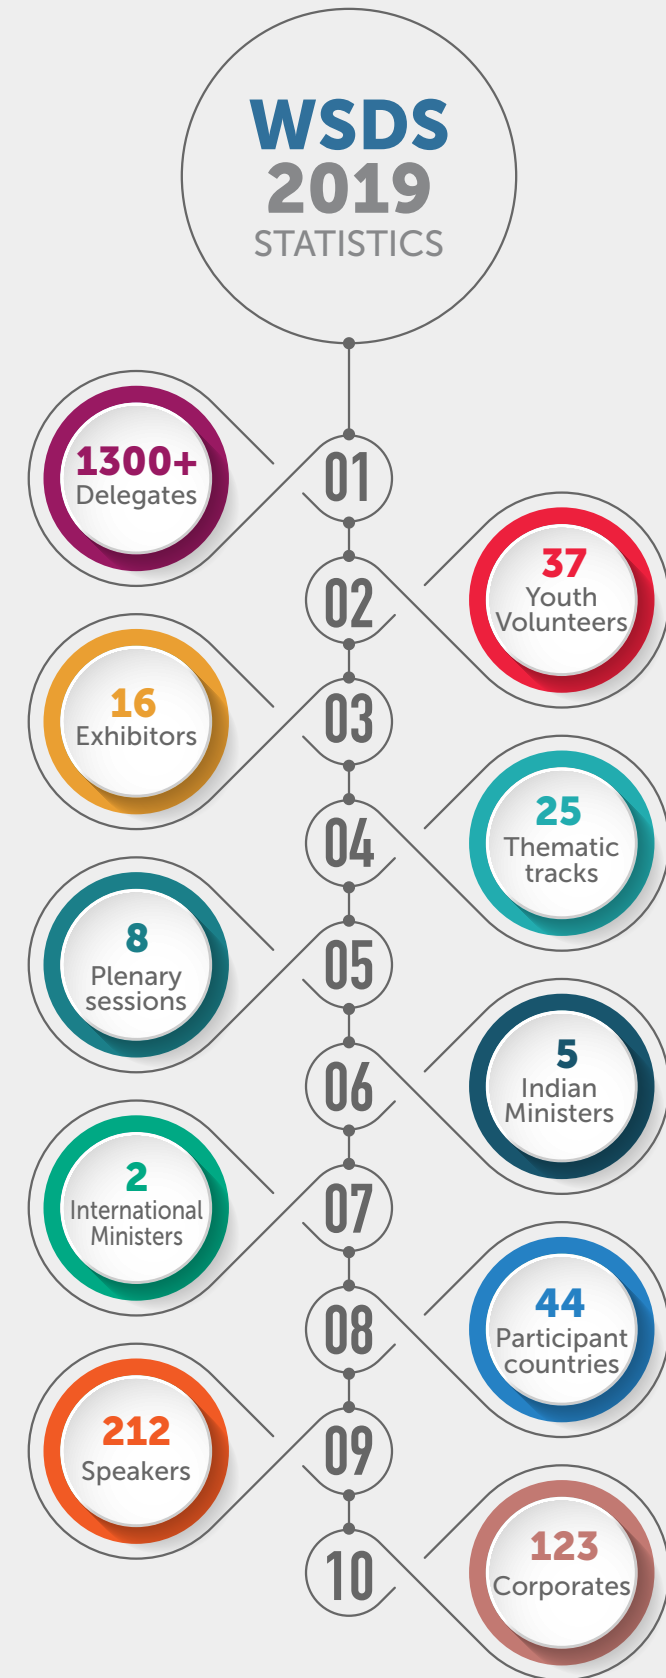 WSDS
2019
STATISTICS
01
1300+
Delegates
02
37
Youth
Volunteers
03
16
Exhibitors
04
25
Thematic
tracks
05
8
Plenary
sessions
06
5
Indian
Ministers
07
2
International
Ministers
08
44
Participant
countries
09
212
Speakers
10
123
Corporates